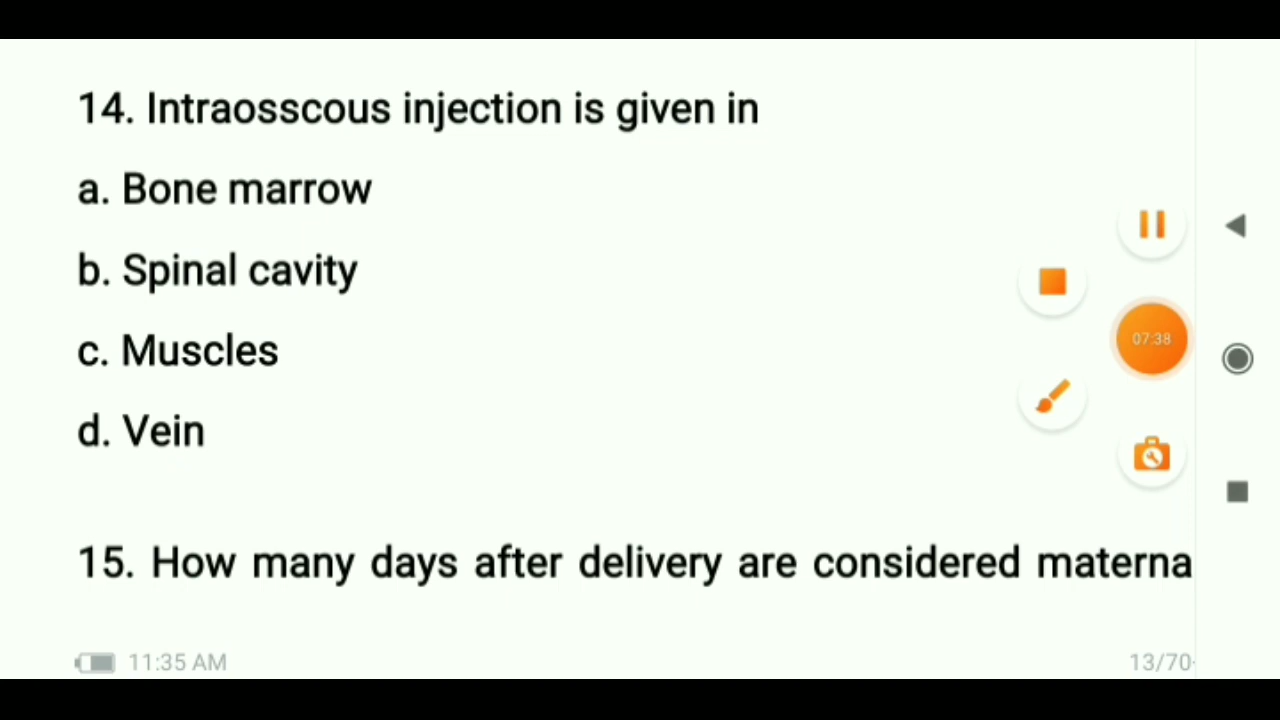 14. Intraosscous injection is given in
a. Bone marrow
b. Spinal cavity
c. Muscles
07:38
d. Vein
15. How many days after delivery are considered materna
11:35 AM
13/70